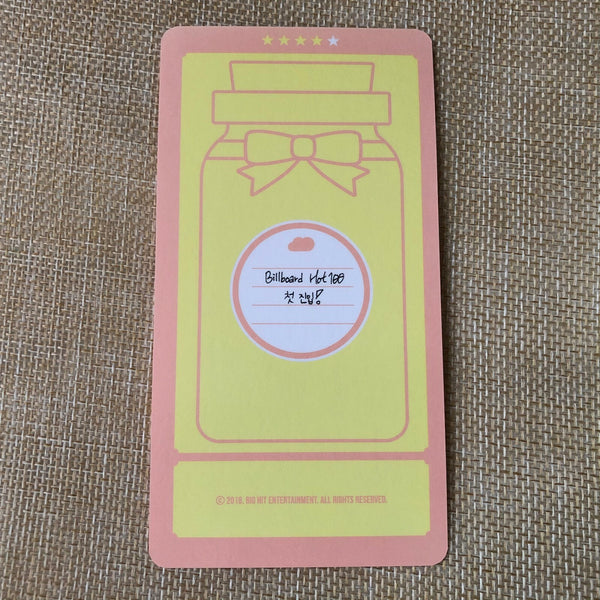 Billboard Hot 100
첫 진입!
© 2018. BIG HIT ENTERTAINMENT. ALL RIGHTS RESERVED.